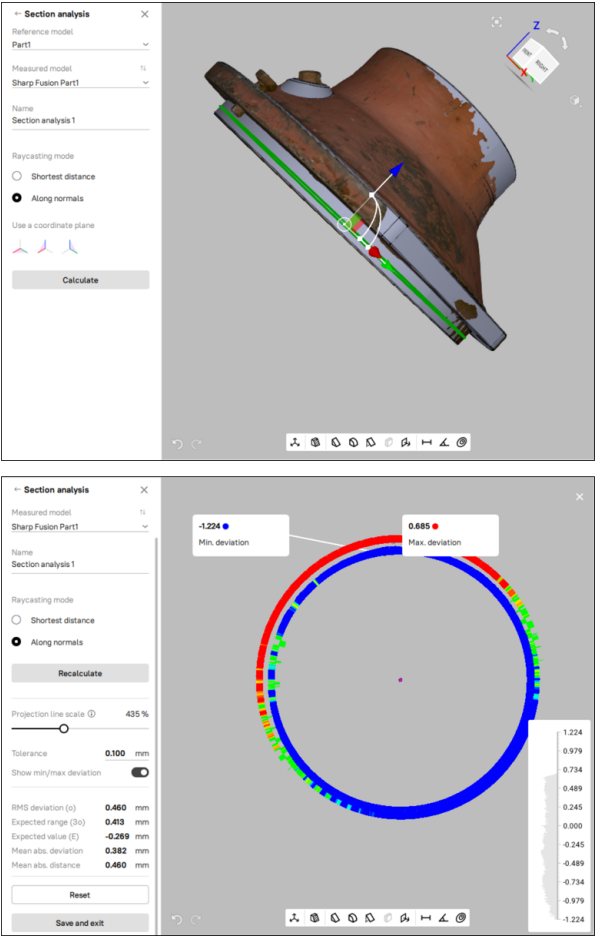 Section analysis
Reference model
Part1
Measured model
Sharp Fusion Part1
Name
Section analysis 1
Raycasting mode
Shortest distance
Along normals
Use a coordinate plane
Calculate
Z
RIGHT
X
Section analysis
Measured model
Sharp Fusion Part1
Name
Section analysis 1
Raycasting mode
Shortest distance
Along normals
Recalculate
Projection line scale 435 %
Tolerance 0.100 mm
Show min/max deviation
RMS deviation (σ) 0.460 mm
Expected range (3σ) 0.413 mm
Expected value (E) -0.269 mm
Mean abs. deviation 0.382 mm
Mean abs. distance 0.460 mm
Reset
Save and exit
-1.224
Min. deviation
0.685
Max. deviation
1.224
0.979
0.734
0.489
0.245
0.000
-0.245
-0.489
-0.734
-0.979
-1.224